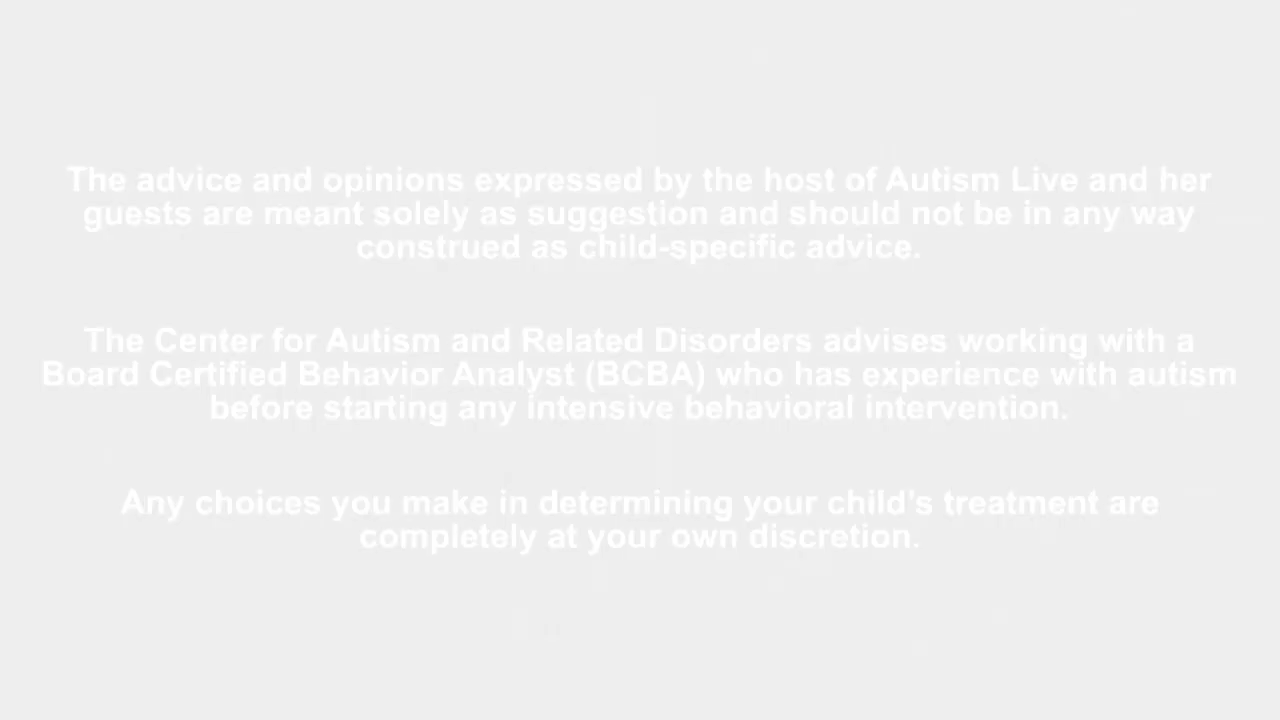 The advice and opinions expressed by the host of Autism Live and her
guests are meant solely as suggestion and should not be in any way
construed as child-specific advice.
The Center for Autism and Related Disorders advises working with a
Board Certified Behavior Analyst (BCBA) who has experience with autism
before starting any intensive behavioral intervention.
Any choices you make in determining your child's treatment are
completely at your own discretion.